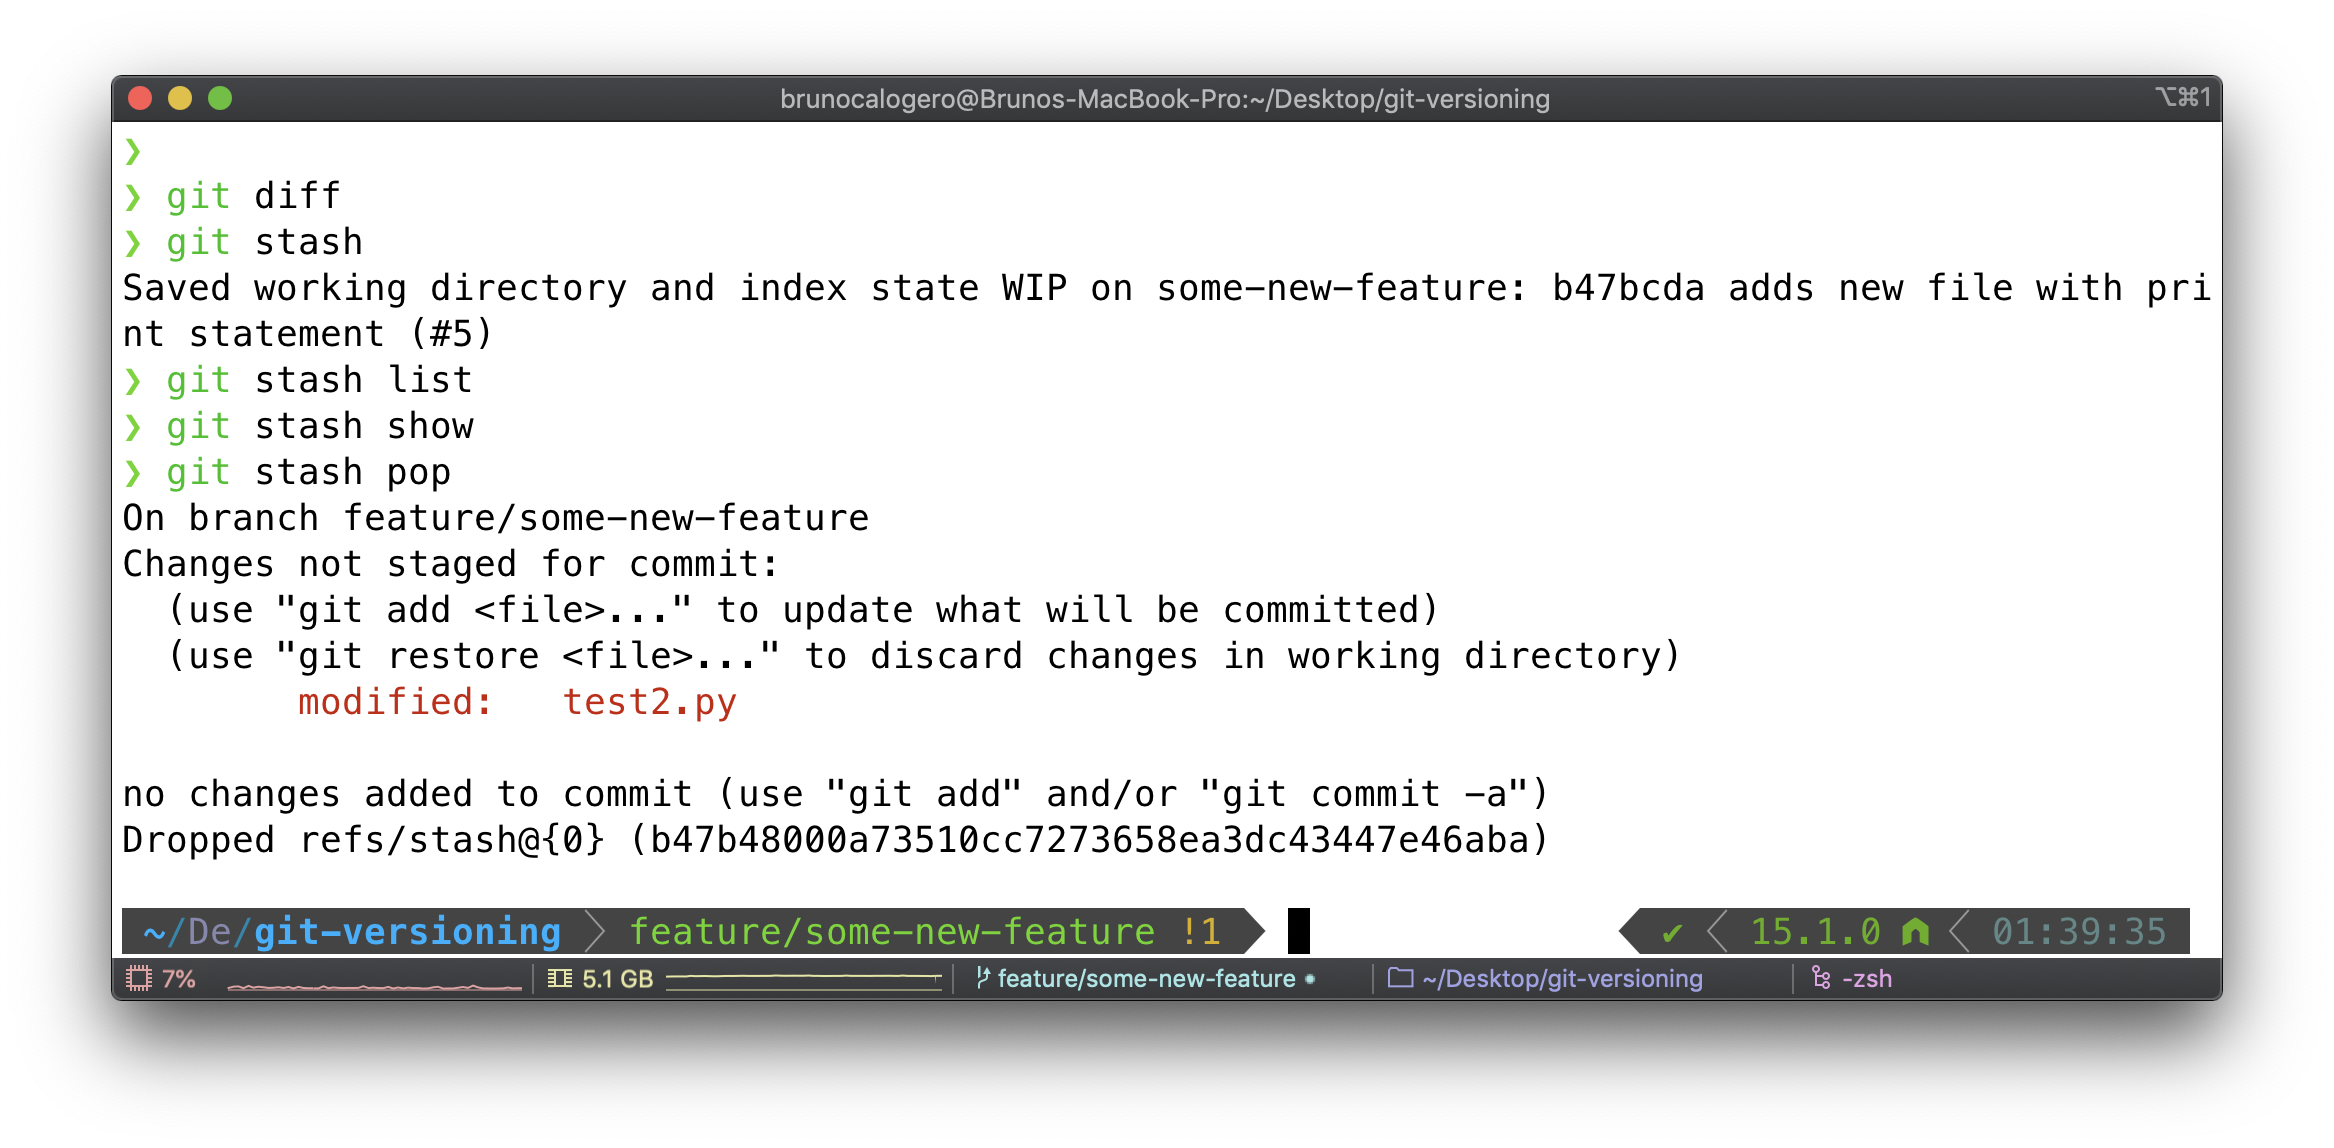 brunocalogero@Brunos-MacBook-Pro:~/Desktop/git-versioning ⌥⌘1
❯
❯ git diff
❯ git stash
Saved working directory and index state WIP on some-new-feature: b47bcda adds new file with pri
nt statement (#5)
❯ git stash list
❯ git stash show
❯ git stash pop
On branch feature/some-new-feature
Changes not staged for commit:
  (use "git add <file>..." to update what will be committed)
  (use "git restore <file>..." to discard changes in working directory)
        modified:   test2.py

no changes added to commit (use "git add" and/or "git commit -a")
Dropped refs/stash@{0} (b47b48000a73510cc7273658ea3dc43447e46aba)

~/De/git-versioning feature/some-new-feature !1 ✔ 15.1.0 01:39:35
7% 5.1 GB feature/some-new-feature • ~/Desktop/git-versioning -zsh